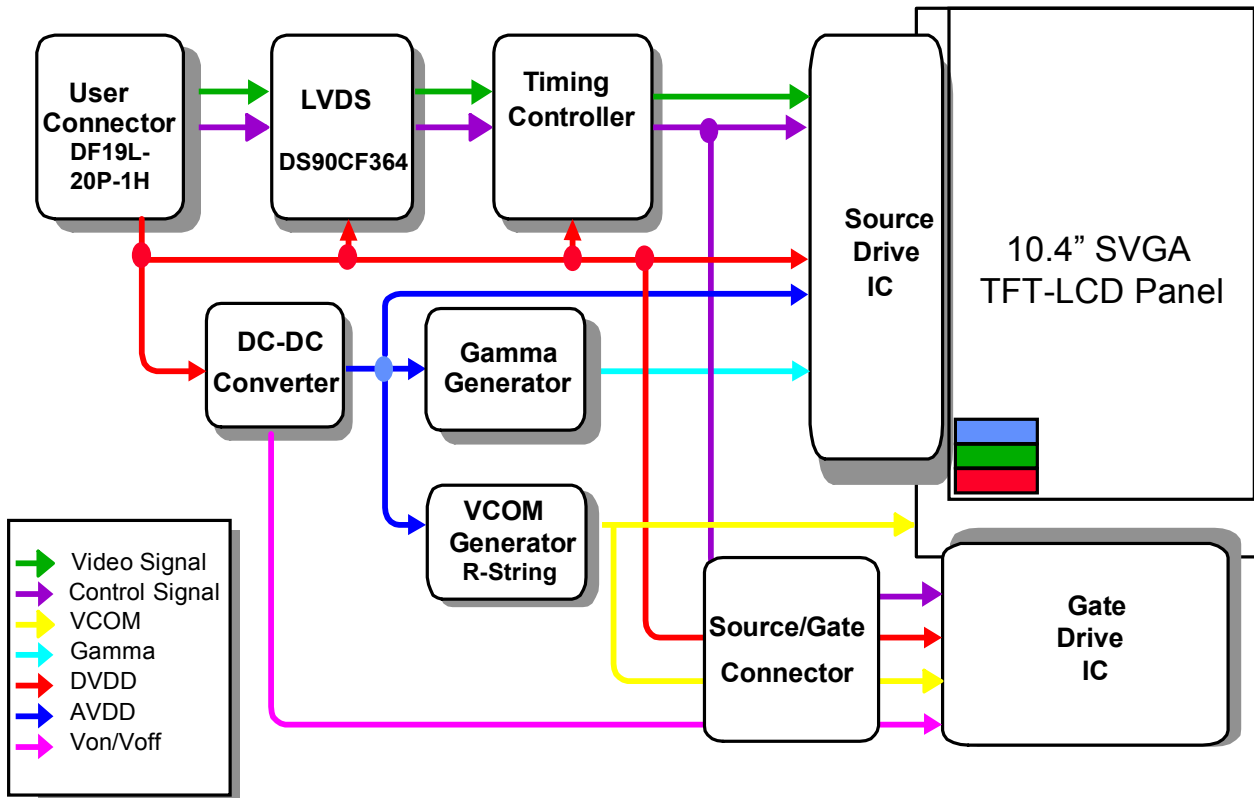 User
Connector
DF19L-
20P-1H
LVDS
DS90CF364
Timing
Controller
Source
Drive
IC
10.4” SVGA
TFT-LCD Panel
DC-DC
Converter
Gamma
Generator
VCOM
Generator
R-String
Source/Gate
Connector
Gate
Drive
IC
Video Signal
Control Signal
VCOM
Gamma
DVDD
AVDD
Von/Voff